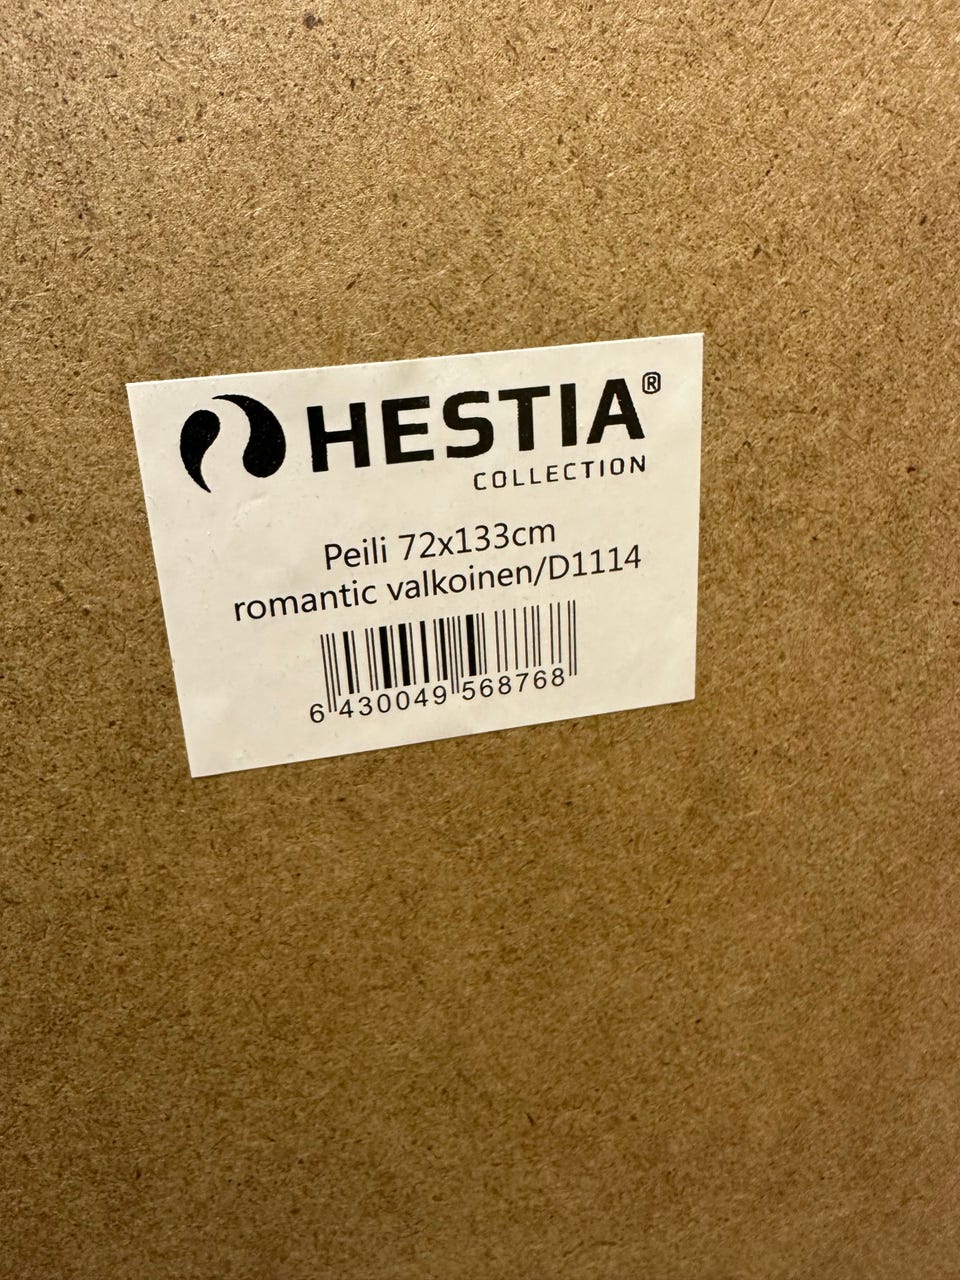 HESTIA®
COLLECTION
Peili 72x133cm
romantic valkoinen/D1114
6 430049 568768